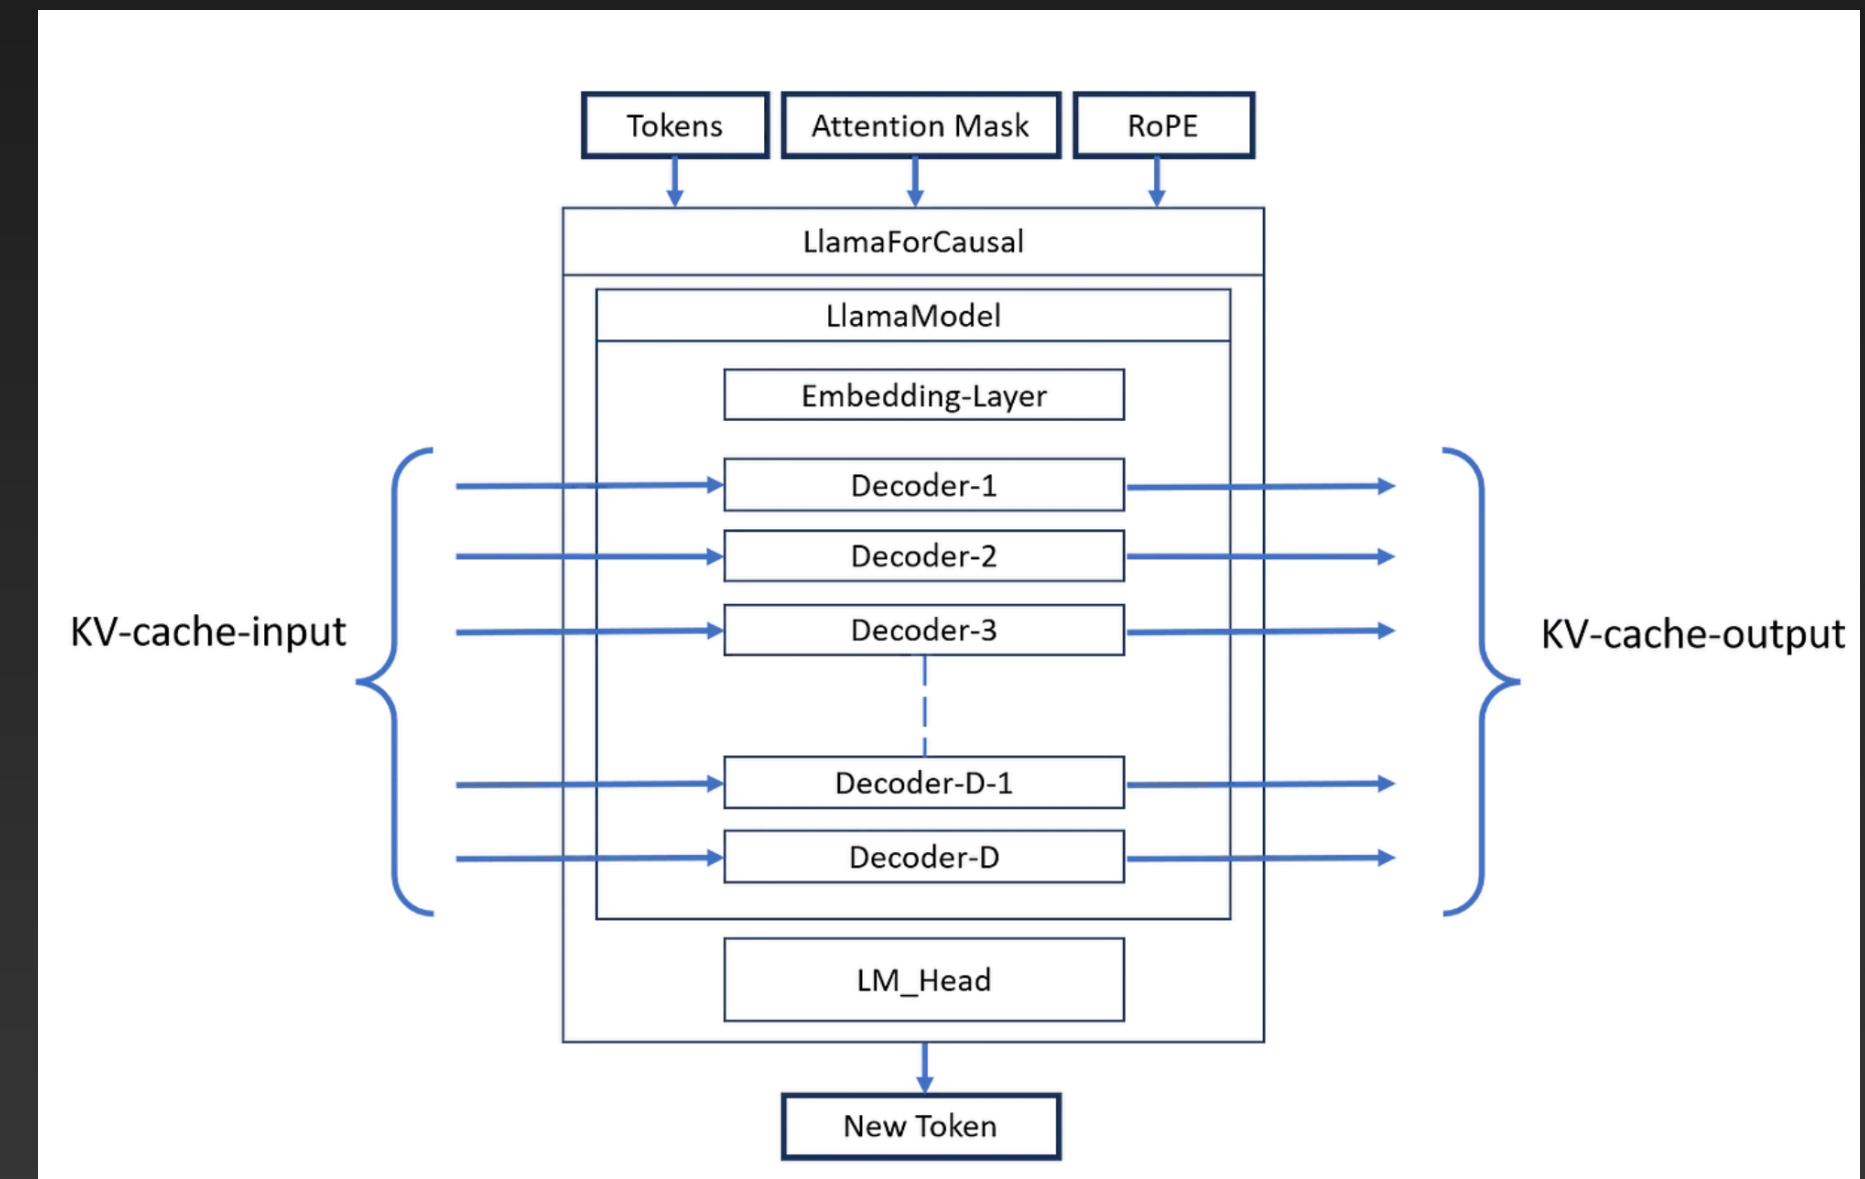 Tokens
Attention Mask
RoPE
LlamaForCausal
LlamaModel
Embedding-Layer
Decoder-1
Decoder-2
Decoder-3
KV-cache-input
KV-cache-output
Decoder-D-1
Decoder-D
LM_Head
New Token